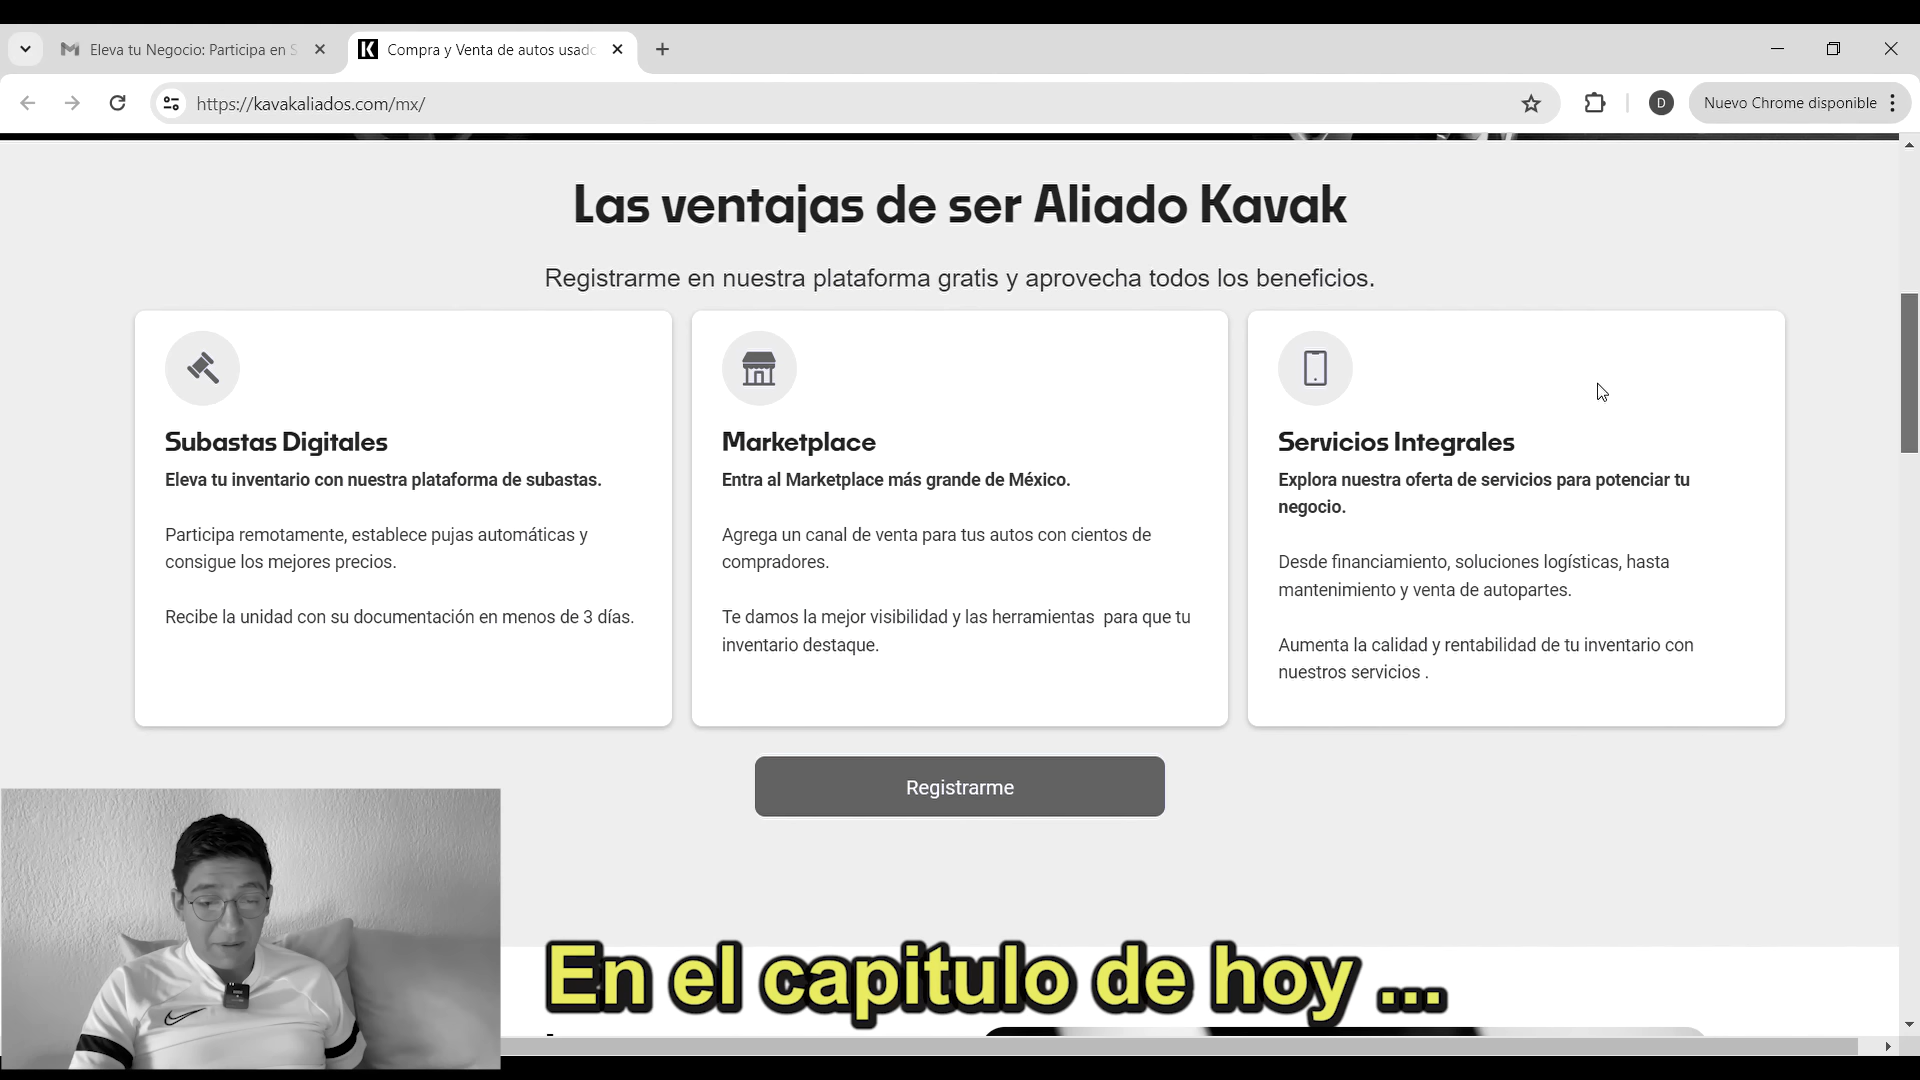 Eleva tu Negocio: Participa en S
Compra y Venta de autos usado
https://kavakaliados.com/mx/
D
Nuevo Chrome disponible
Las ventajas de ser Aliado Kavak
Registrarme en nuestra plataforma gratis y aprovecha todos los beneficios.
Subastas Digitales
Eleva tu inventario con nuestra plataforma de subastas.
Participa remotamente, establece pujas automáticas y
consigue los mejores precios.
Recibe la unidad con su documentación en menos de 3 días.
Marketplace
Entra al Marketplace más grande de México.
Agrega un canal de venta para tus autos con cientos de
compradores.
Te damos la mejor visibilidad y las herramientas  para que tu
inventario destaque.
Servicios Integrales
Explora nuestra oferta de servicios para potenciar tu
negocio.
Desde financiamiento, soluciones logísticas, hasta
mantenimiento y venta de autopartes.
Aumenta la calidad y rentabilidad de tu inventario con
nuestros servicios .
Registrarme
En el capitulo de hoy ...